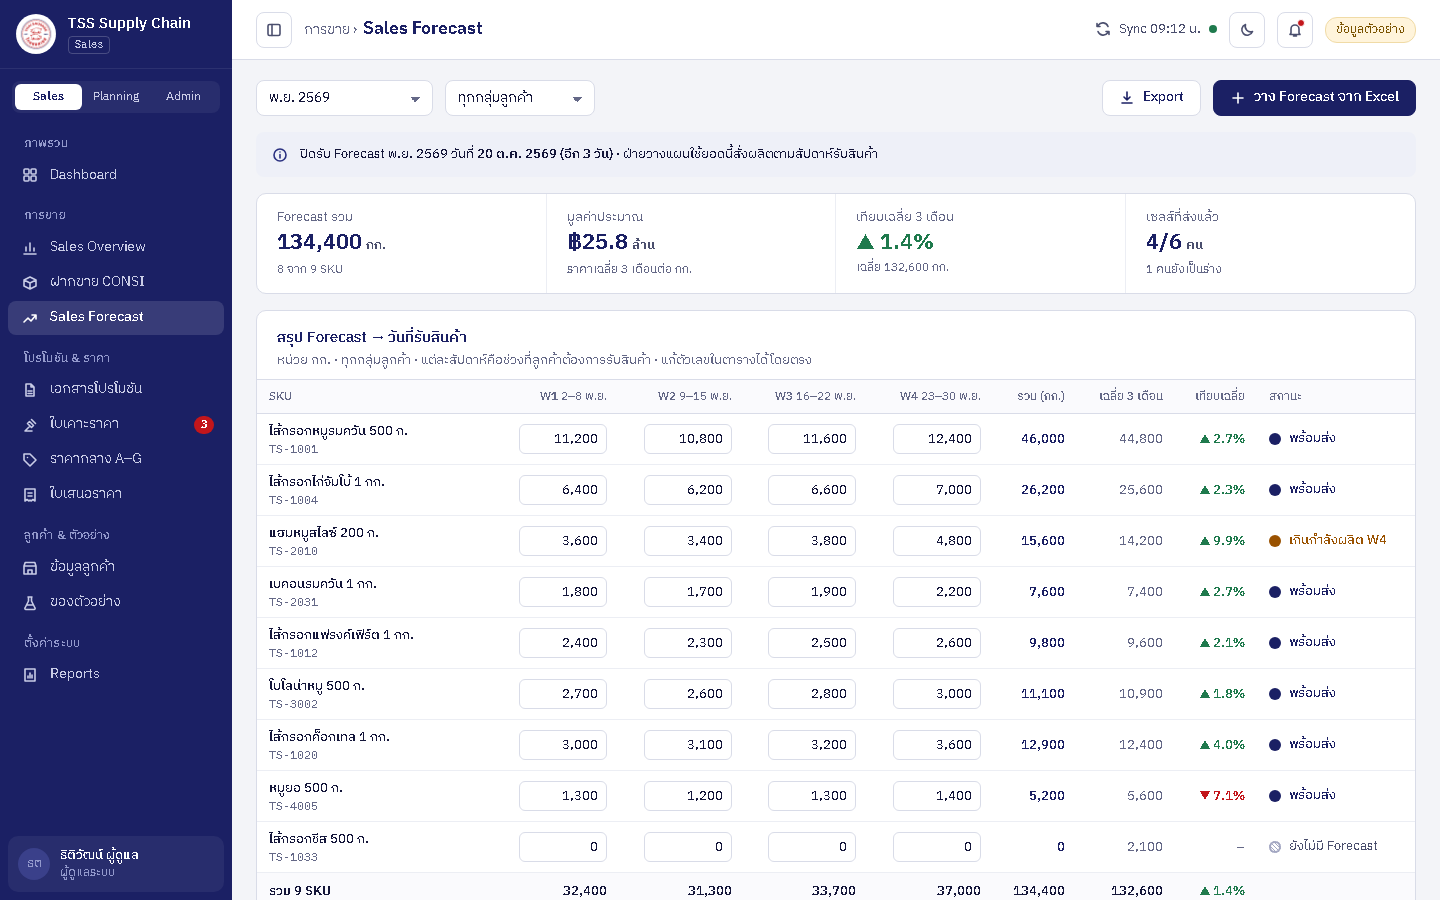 TSS Supply Chain
Sales
Sales Planning Admin
ภาพรวม
Dashboard
การขาย
Sales Overview
ฝากขาย CONSI
Sales Forecast
โปรโมชัน & ราคา
เอกสารโปรโมชัน
ใบเคาะราคา 3
ราคากลาง A–G
ใบเสนอราคา
ลูกค้า & ตัวอย่าง
ข้อมูลลูกค้า
ของตัวอย่าง
ตั้งค่าระบบ
Reports
ธต
ธิติวัฒน์ ผู้ดูแล
ผู้ดูแลระบบ
การขาย › Sales Forecast
Sync 09:12 น.
ข้อมูลตัวอย่าง
พ.ย. 2569
ทุกกลุ่มลูกค้า
Export
+ วาง Forecast จาก Excel
ปิดรับ Forecast พ.ย. 2569 วันที่ 20 ต.ค. 2569 (อีก 3 วัน) · ฝ่ายวางแผนใช้ยอดนี้สั่งผลิตตามสัปดาห์รับสินค้า
Forecast รวม
134,400 กก.
8 จาก 9 SKU
มูลค่าประมาณ
฿25.8 ล้าน
ราคาเฉลี่ย 3 เดือนต่อ กก.
เทียบเฉลี่ย 3 เดือน
▲ 1.4%
เฉลี่ย 132,600 กก.
เซลส์ที่ส่งแล้ว
4/6 คน
1 คนยังเป็นร่าง
สรุป Forecast → วันที่รับสินค้า
หน่วย กก. · ทุกกลุ่มลูกค้า · แต่ละสัปดาห์คือช่วงที่ลูกค้าต้องการรับสินค้า · แก้ตัวเลขในตารางได้โดยตรง
SKU W1 2–8 พ.ย. W2 9–15 พ.ย. W3 16–22 พ.ย. W4 23–30 พ.ย. รวม (กก.) เฉลี่ย 3 เดือน เทียบเฉลี่ย สถานะ
ไส้กรอกหมูรมควัน 500 ก.
TS-1001
11,200 10,800 11,600 12,400 46,000 44,800 ▲ 2.7% พร้อมส่ง
ไส้กรอกไก่จัมโบ้ 1 กก.
TS-1004
6,400 6,200 6,600 7,000 26,200 25,600 ▲ 2.3% พร้อมส่ง
แฮมหมูสไลซ์ 200 ก.
TS-2010
3,600 3,400 3,800 4,800 15,600 14,200 ▲ 9.9% เกินกำลังผลิต W4
เบคอนรมควัน 1 กก.
TS-2031
1,800 1,700 1,900 2,200 7,600 7,400 ▲ 2.7% พร้อมส่ง
ไส้กรอกแฟรงค์เฟิร์ต 1 กก.
TS-1012
2,400 2,300 2,500 2,600 9,800 9,600 ▲ 2.1% พร้อมส่ง
โบโลน่าหมู 500 ก.
TS-3002
2,700 2,600 2,800 3,000 11,100 10,900 ▲ 1.8% พร้อมส่ง
ไส้กรอกค็อกเทล 1 กก.
TS-1020
3,000 3,100 3,200 3,600 12,900 12,400 ▲ 4.0% พร้อมส่ง
หมูยอ 500 ก.
TS-4005
1,300 1,200 1,300 1,400 5,200 5,600 ▼ 7.1% พร้อมส่ง
ไส้กรอกชีส 500 ก.
TS-1033
0 0 0 0 0 2,100 – ยังไม่มี Forecast
รวม 9 SKU 32,400 31,300 33,700 37,000 134,400 132,600 ▲ 1.4%